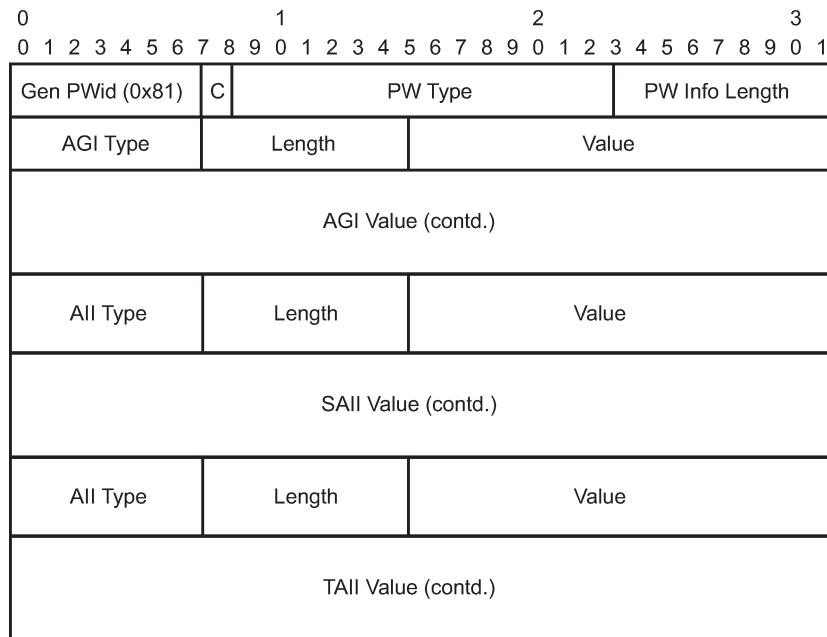 0 1 2 3
0 1 2 3 4 5 6 7 8 9 0 1 2 3 4 5 6 7 8 9 0 1 2 3 4 5 6 7 8 9 0 1
Gen PWid (0x81) C PW Type PW Info Length
AGI Type Length Value
AGI Value (contd.)
AII Type Length Value
SAII Value (contd.)
AII Type Length Value
TAII Value (contd.)